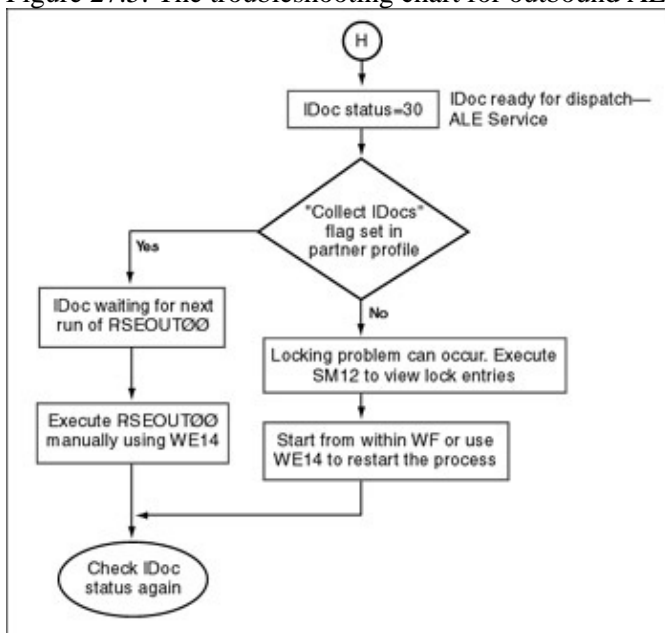 Figure 27.5. The troubleshooting chart for outbound
H
IDoc status=30
IDoc ready for dispatch—
ALE Service
"Collect IDocs"
flag set in
partner profile
Yes
No
IDoc waiting for next
run of RSEOUTØØ
Locking problem can occur. Execute
SM12 to view lock entries
Execute RSEOUTØØ
manually using WE14
Start from within WF or use
WE14 to restart the process
Check IDoc
status again